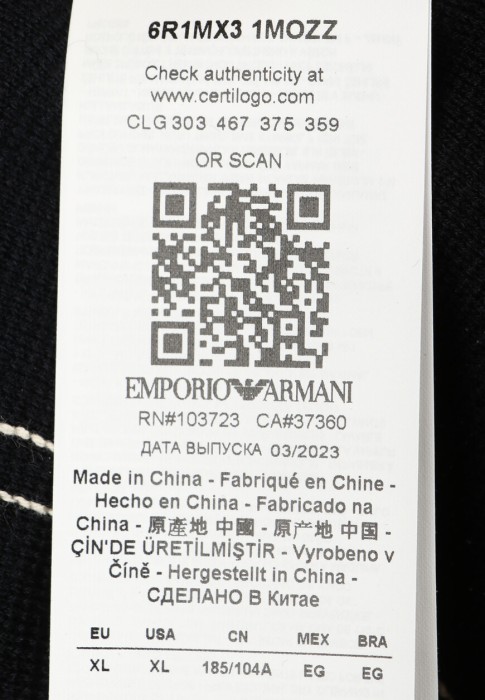 6R1MX3 1MOZZ
Check authenticity at
www.certilogo.com
CLG 303 467 375 359
OR SCAN
EMPORIO ARMANI
RN#103723 CA#37360
ДАТА ВЫПУСКА 03/2023
Made in China - Fabriqué en Chine -
Hecho en China - Fabricado na
China - 原產地 中國 - 原产地 中国 -
ÇİN'DE ÜRETİLMİŞTİR - Vyrobeno v
Číně - Hergestellt in China -
СДЕЛАНО В Китае
EU USA CN MEX BRA
XL XL 185/104A EG EG